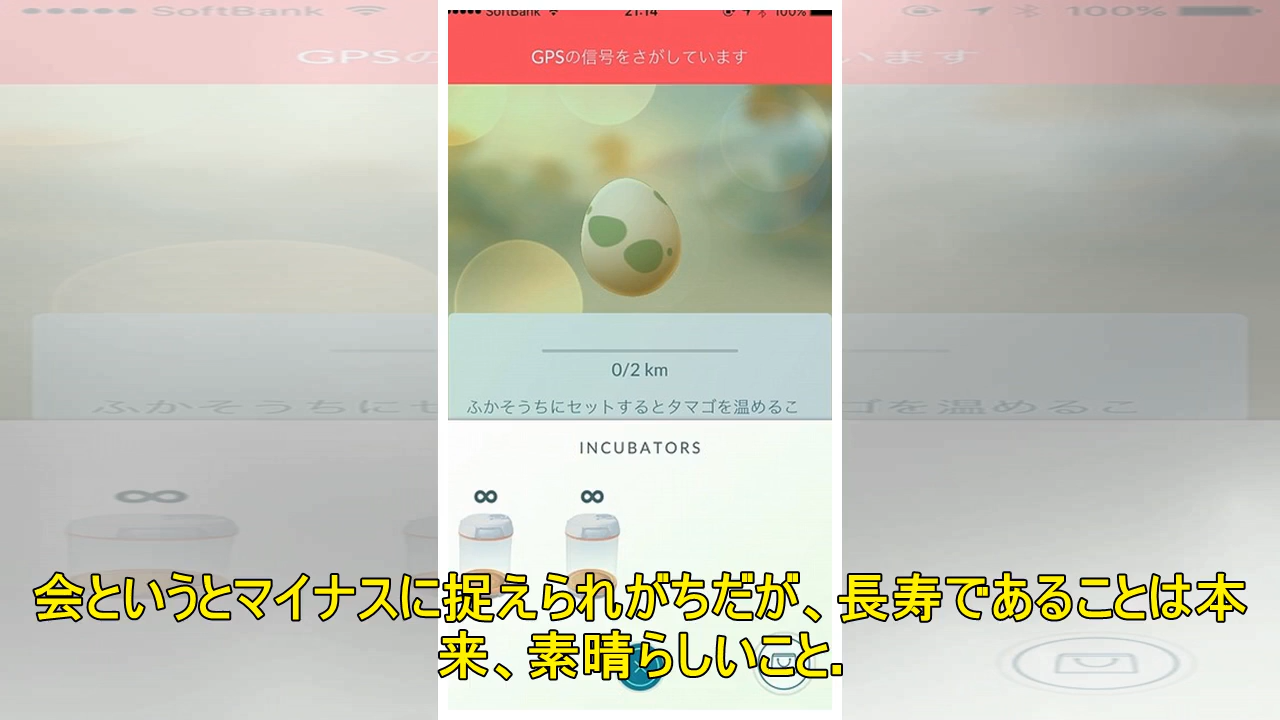 SoftBank 21:14 100%
GPSの信号をさがしています
0/2 km
ふかそうちにセットするとタマゴを温めるこ
INCUBATORS
∞ ∞
会というとマイナスに捉えられがちだが、長寿であることは本
来、素晴らしいこと.